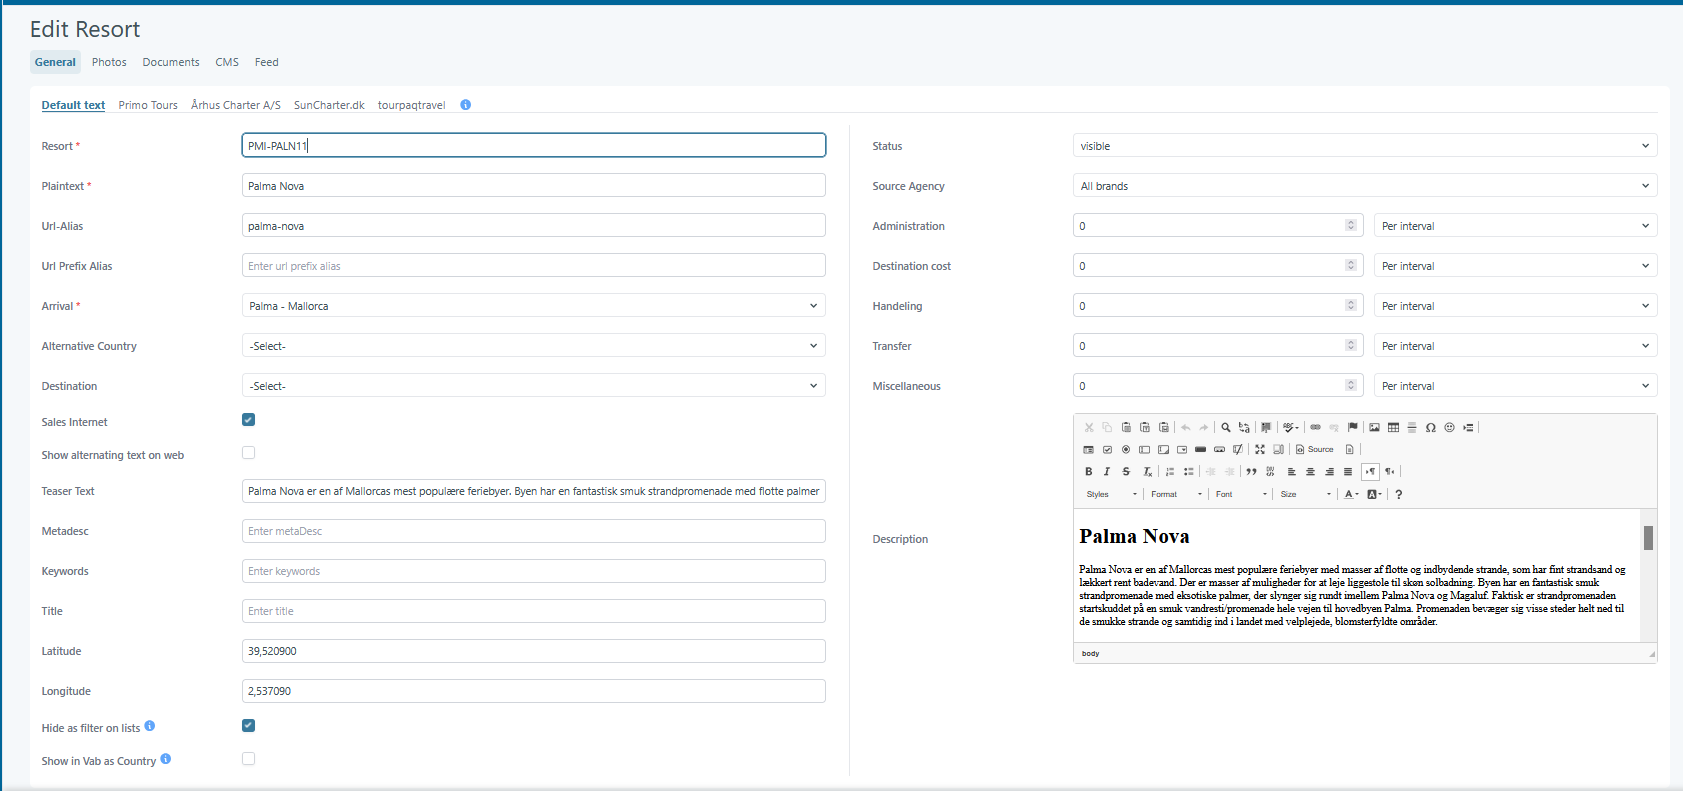 Edit Resort
General Photos Documents CMS Feed
Default text Primo Tours Århus Charter A/S SunCharter.dk tourpaqtravel
Resort * PMI-PALN11
Plaintext * Palma Nova
Url-Alias palma-nova
Url Prefix Alias Enter url prefix alias
Arrival * Palma - Mallorca
Alternative Country -Select-
Destination -Select-
Sales Internet
Show alternating text on web
Teaser Text Palma Nova er en af Mallorcas mest populære feriebyer. Byen har en fantastisk smuk strandpromenade med flotte palmer
Metadesc Enter metaDesc
Keywords Enter keywords
Title Enter title
Latitude 39,520900
Longitude 2,537090
Hide as filter on lists
Show in Vab as Country
Status visible
Source Agency All brands
Administration 0 Per interval
Destination cost 0 Per interval
Handeling 0 Per interval
Transfer 0 Per interval
Miscellaneous 0 Per interval
Source
Styles Format Font Size
Description
Palma Nova
Palma Nova er en af Mallorcas mest populære feriebyer med masser af flotte og indbydende strande, som har fint strandsand og
lækkert rent badevand. Der er masser af muligheder for at leje liggestole til skøn solbadning. Byen har en fantastisk smuk
strandpromenade med eksotiske palmer, der slynger sig rundt imellem Palma Nova og Magaluf. Faktisk er strandpromenaden
startskuddet på en smuk vandresti/promenade hele vejen til hovedbyen Palma. Promenaden bevæger sig visse steder helt ned til
de smukke strande og samtidig ind i landet med velplejede, blomsterfyldte områder.
body